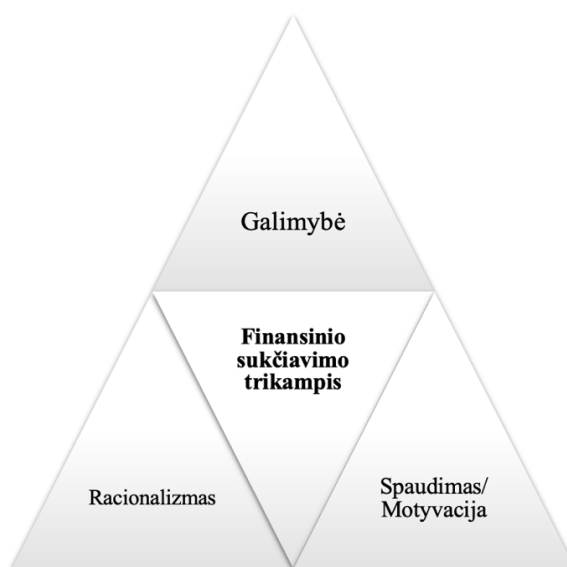 Galimybė
Finansinio
sukčiavimo
trikampis
Racionalizmas
Spaudimas/
Motyvacija